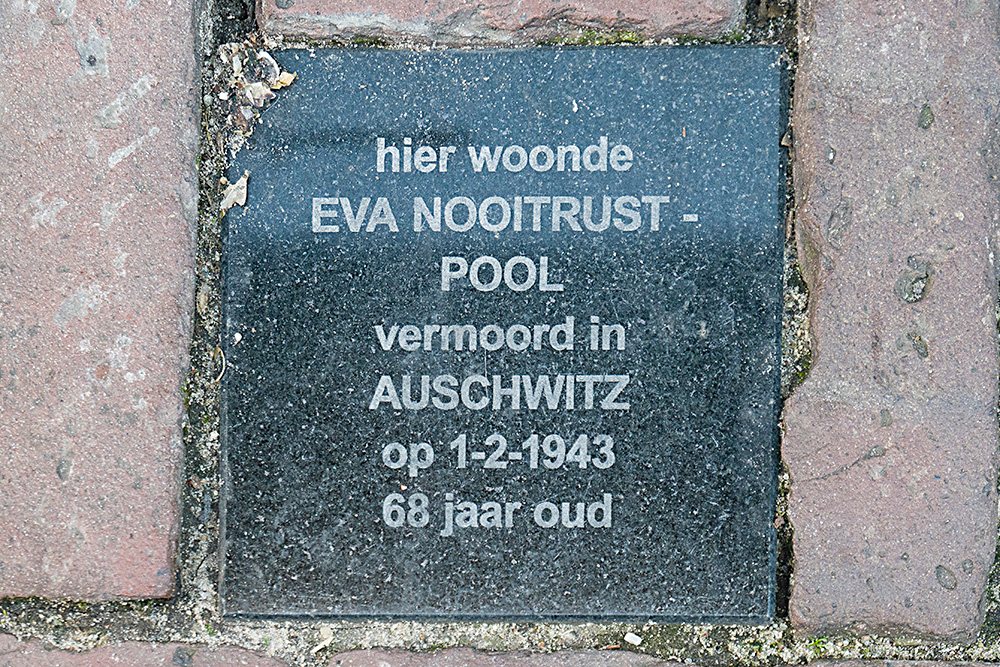 hier woonde
EVA NOOITRUST -
POOL
vermoord in
AUSCHWITZ
op 1-2-1943
68 jaar oud